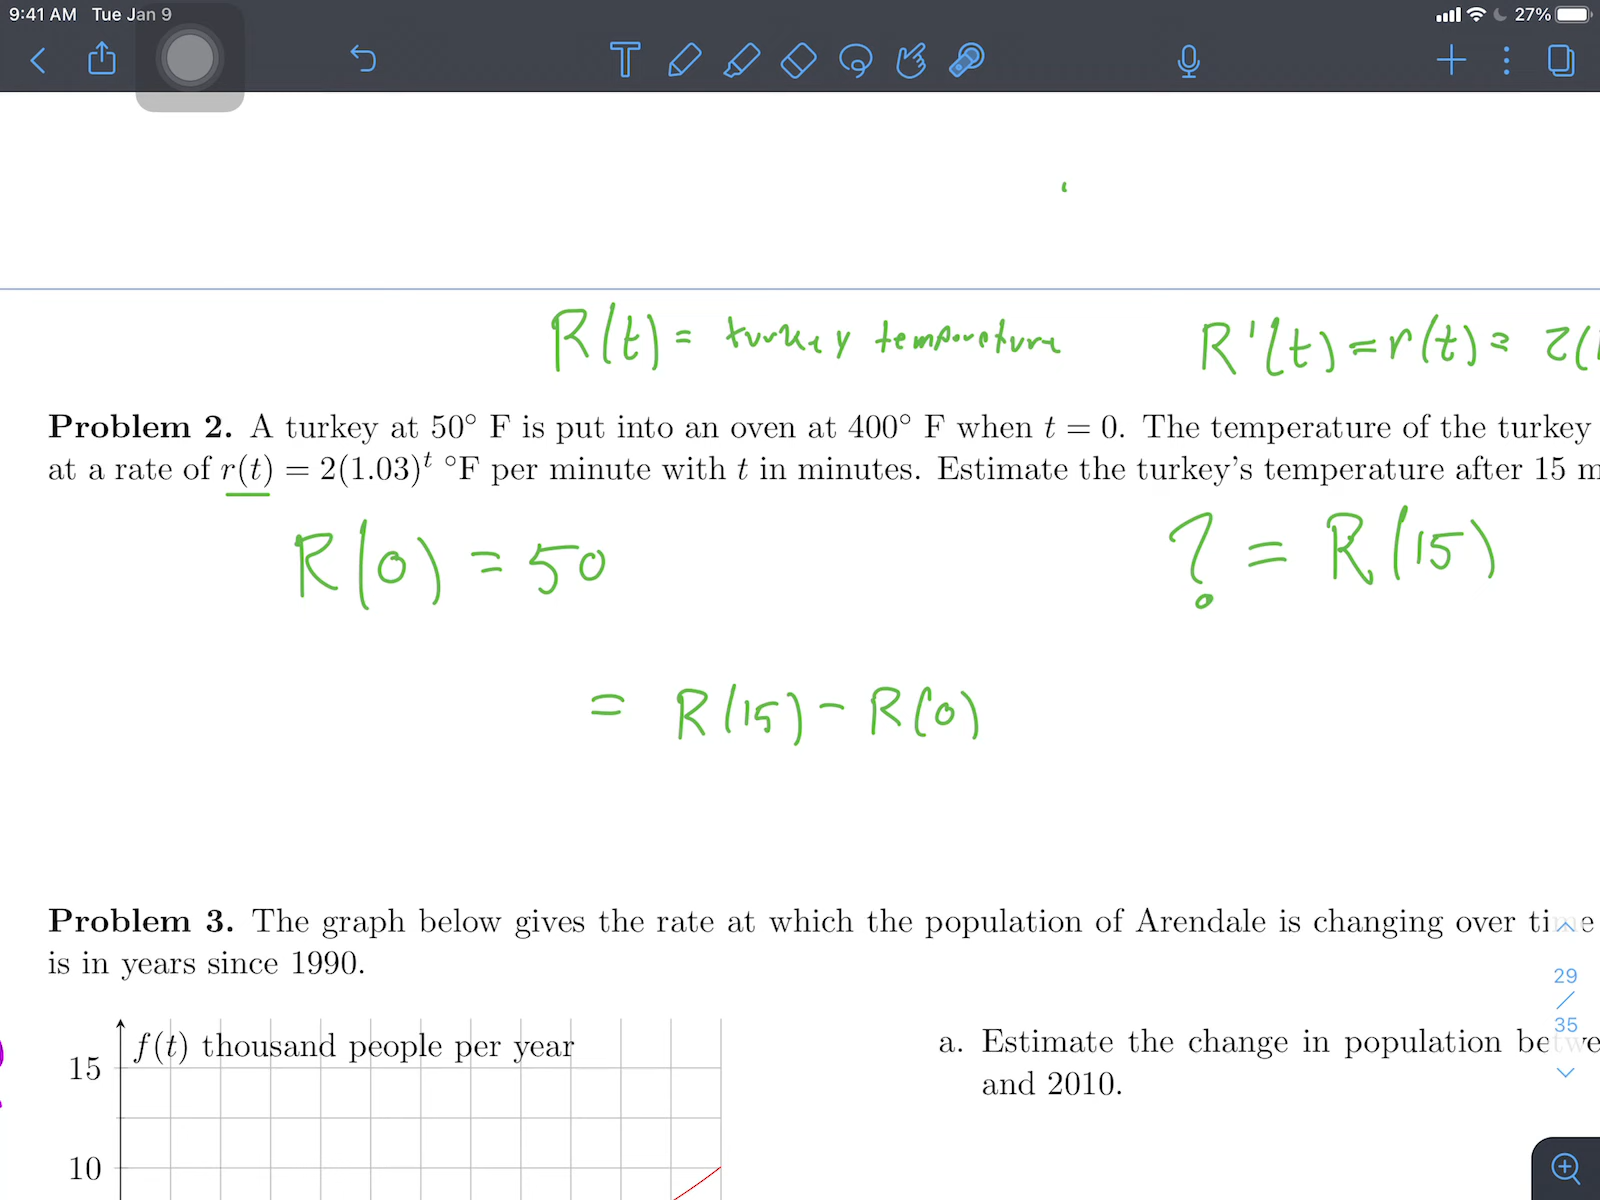 9:41 AM Tue Jan 9 27%
R(t) = turkey temperature R'(t) = r(t) = 2(1
Problem 2. A turkey at 50° F is put into an oven at 400° F when t = 0. The temperature of the turkey
at a rate of r(t) = 2(1.03)^t °F per minute with t in minutes. Estimate the turkey's temperature after 15 m
R(0) = 50 ? = R(15)
= R(15) - R(0)
Problem 3. The graph below gives the rate at which the population of Arendale is changing over time
is in years since 1990.
29
/
35
f(t) thousand people per year
15
a. Estimate the change in population betwe
and 2010.
10